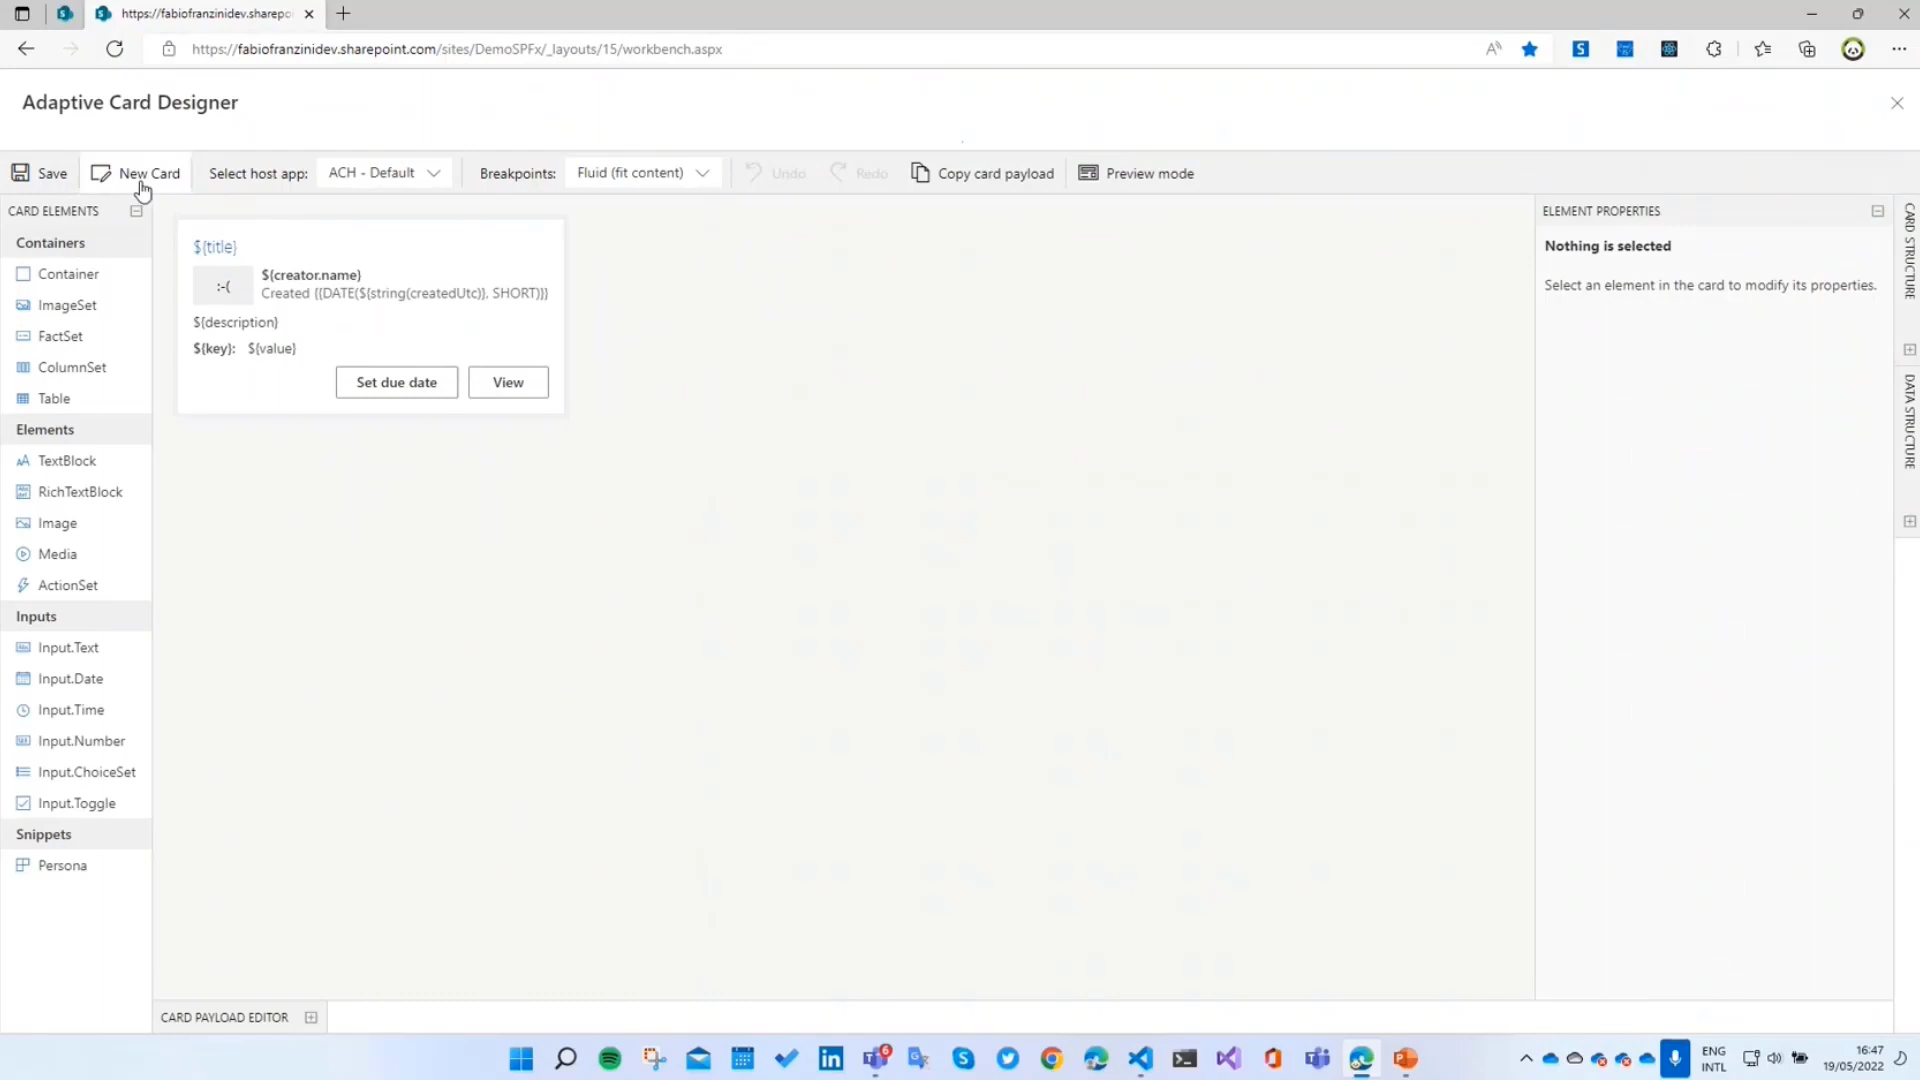 https://fabiofranzinidev.sharepo
https://fabiofranzinidev.sharepoint.com/sites/DemoSPFx/_layouts/15/workbench.aspx
Adaptive Card Designer
Save
New Card
Select host app:
ACH - Default
Breakpoints:
Fluid (fit content)
Undo
Redo
Copy card payload
Preview mode
CARD ELEMENTS
Containers
Container
ImageSet
FactSet
ColumnSet
Table
Elements
TextBlock
RichTextBlock
Image
Media
ActionSet
Inputs
Input.Text
Input.Date
Input.Time
Input.Number
Input.ChoiceSet
Input.Toggle
Snippets
Persona
${title}
:-(
${creator.name}
Created {{DATE(${string(createdUtc)}, SHORT)}}
${description}
${key}: ${value}
Set due date
View
ELEMENT PROPERTIES
Nothing is selected
Select an element in the card to modify its properties.
CARD STRUCTURE
DATA STRUCTURE
CARD PAYLOAD EDITOR
6
ENG
INTL
16:47
19/05/2022